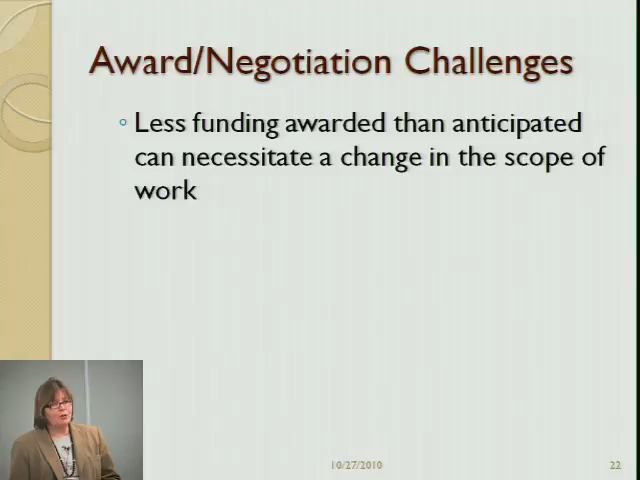 Award/Negotiation Challenges
◦ Less funding awarded than anticipated
can necessitate a change in the scope of
work
10/27/2010
22